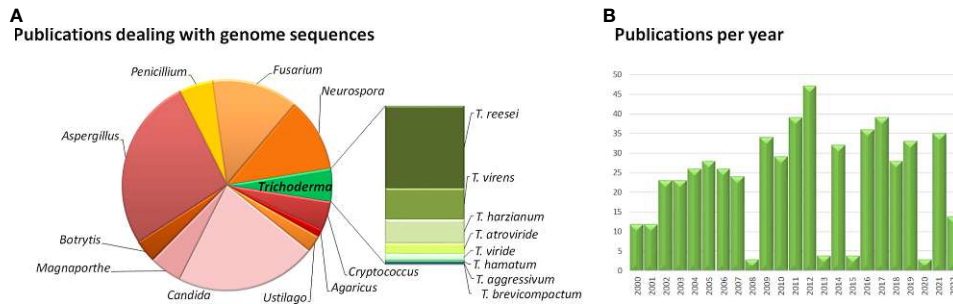 A
Publications dealing with genome sequences
Penicillium
Fusarium
Neurospora
Aspergillus
Trichoderma
Botrytis
Magnaporthe
Candida
Ustilago
Agaricus
Cryptococcus
T. reesei
T. virens
T. harzianum
T. atroviride
T. viride
T. hamatum
T. aggressivum
T. brevicompactum
B
Publications per year
50
45
40
35
30
25
20
15
10
5
0
2000
2001
2002
2003
2004
2005
2006
2007
2008
2009
2010
2011
2012
2013
2014
2015
2016
2017
2018
2019
2020
2021